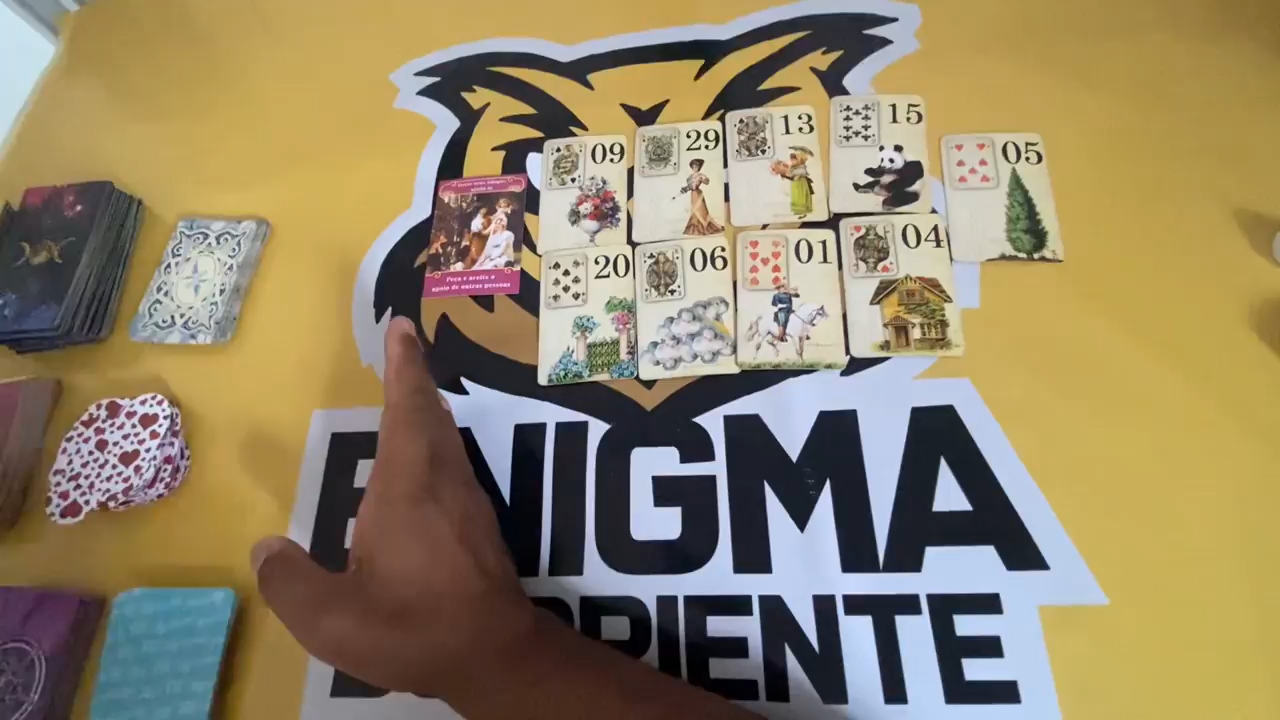 09
29
13
15
05
Peça e aceite o
apoio de outras pessoas
20
06
01
04
ENIGMA
ORIENTE